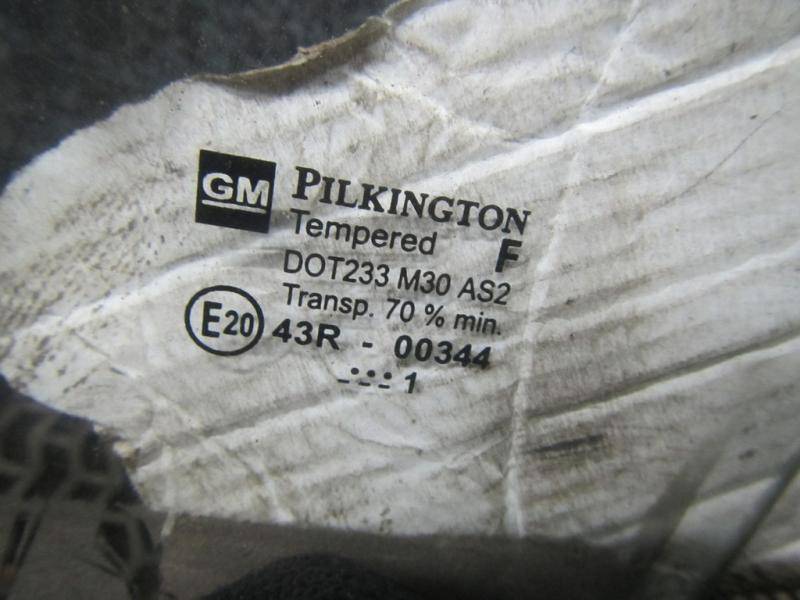 GM PILKINGTON
Tempered F
DOT233 M30 AS2
Transp. 70 % min.
E20 43R - 00344
1